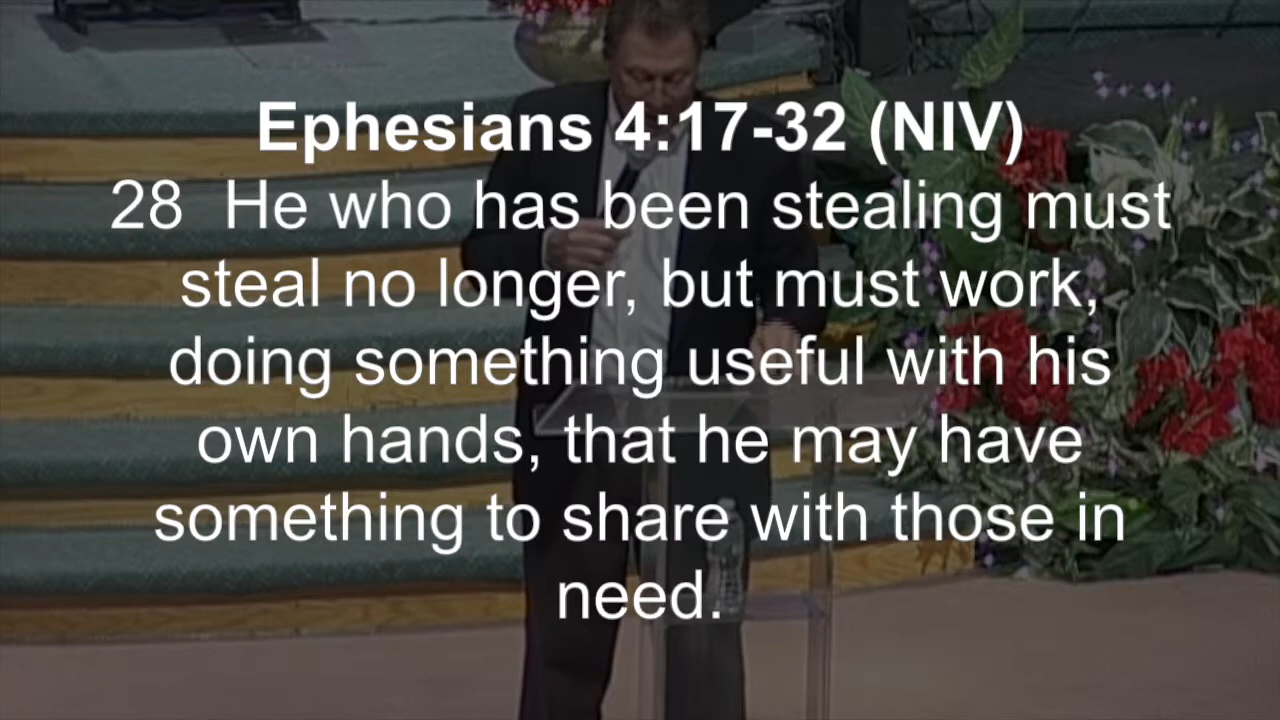 Ephesians 4:17-32 (NIV)
28  He who has been stealing must
steal no longer, but must work,
doing something useful with his
own hands, that he may have
something to share with those in
need.